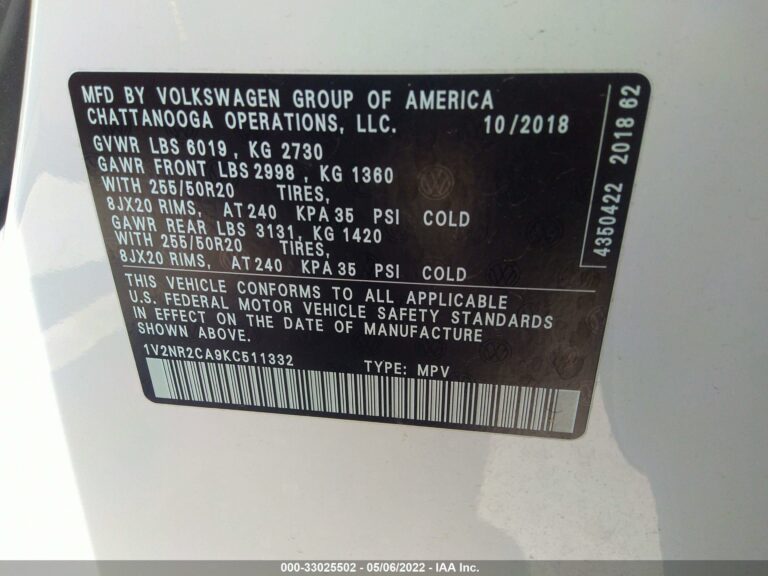 MFD BY VOLKSWAGEN GROUP OF AMERICA
CHATTANOOGA OPERATIONS, LLC. 10/2018
GVWR LBS 6019, KG 2730
GAWR FRONT LBS 2998, KG 1360
WITH 255/50R20 TIRES,
8JX20 RIMS, AT 240 KPA 35 PSI COLD
GAWR REAR LBS 3131, KG 1420
WITH 255/50R20 TIRES,
8JX20 RIMS, AT 240 KPA 35 PSI COLD
THIS VEHICLE CONFORMS TO ALL APPLICABLE
U.S. FEDERAL MOTOR VEHICLE SAFETY STANDARDS
IN EFFECT ON THE DATE OF MANUFACTURE
SHOWN ABOVE.
1V2NR2CA9KC511332 TYPE: MPV
4350422 2018 62
000-33025502 - 05/06/2022 - IAA Inc.